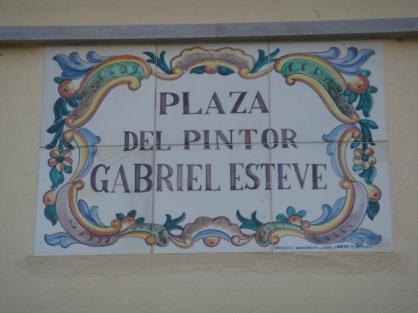 PLAZA
DEL PINTOR
GABRIEL ESTEVE